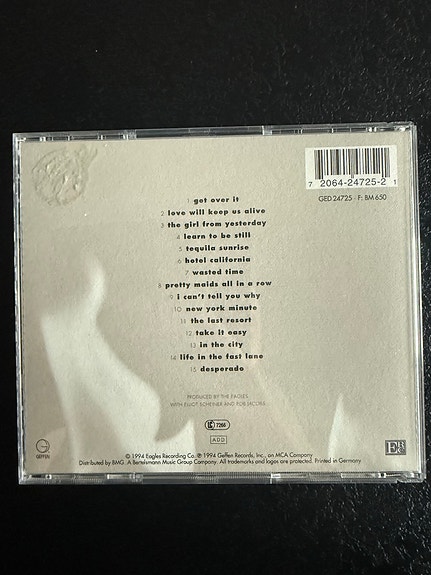 7 2064-24725-2 1
GED 24725 · F: BM 650
1 get over it
2 love will keep us alive
3 the girl from yesterday
4 learn to be still
5 tequila sunrise
6 hotel california
7 wasted time
8 pretty maids all in a row
9 i can't tell you why
10 new york minute
11 the last resort
12 take it easy
13 in the city
14 life in the fast lane
15 desperado
PRODUCED BY THE EAGLES
WITH ELLIOT SCHEINER AND ROB JACOBS
LC 7266
ADD
GEFFEN
© 1994 Eagles Recording Co. ℗ 1994 Geffen Records, Inc., an MCA Company
Distributed by BMG. A Bertelsmann Music Group Company. All trademarks and logos are protected. Printed in Germany